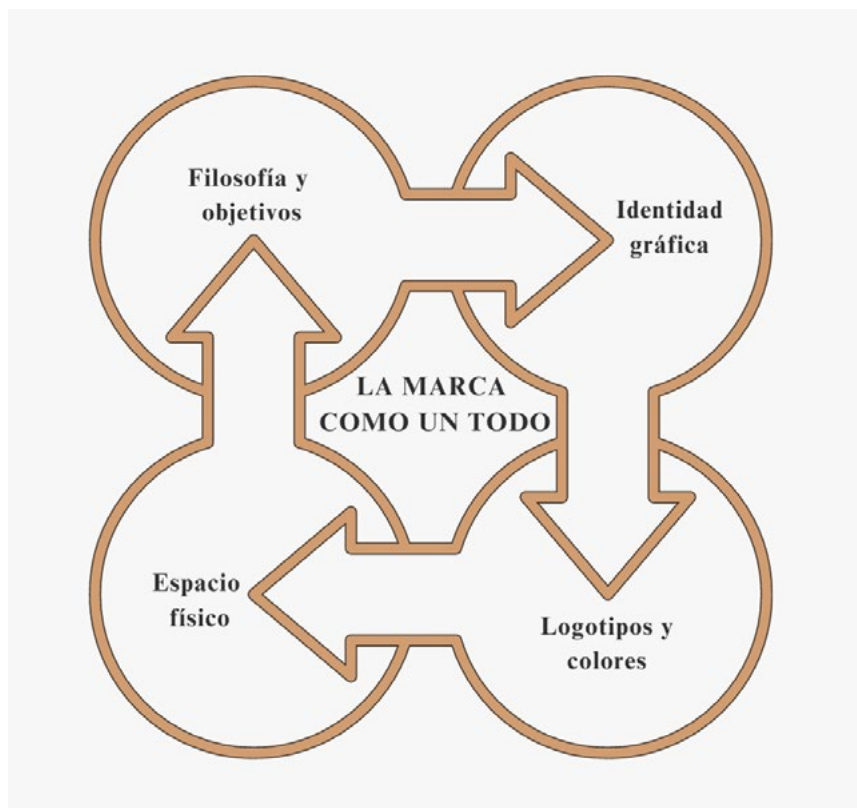 Filosofía y
objetivos
Identidad
gráfica
LA MARCA
COMO UN TODO
Espacio
físico
Logotipos y
colores